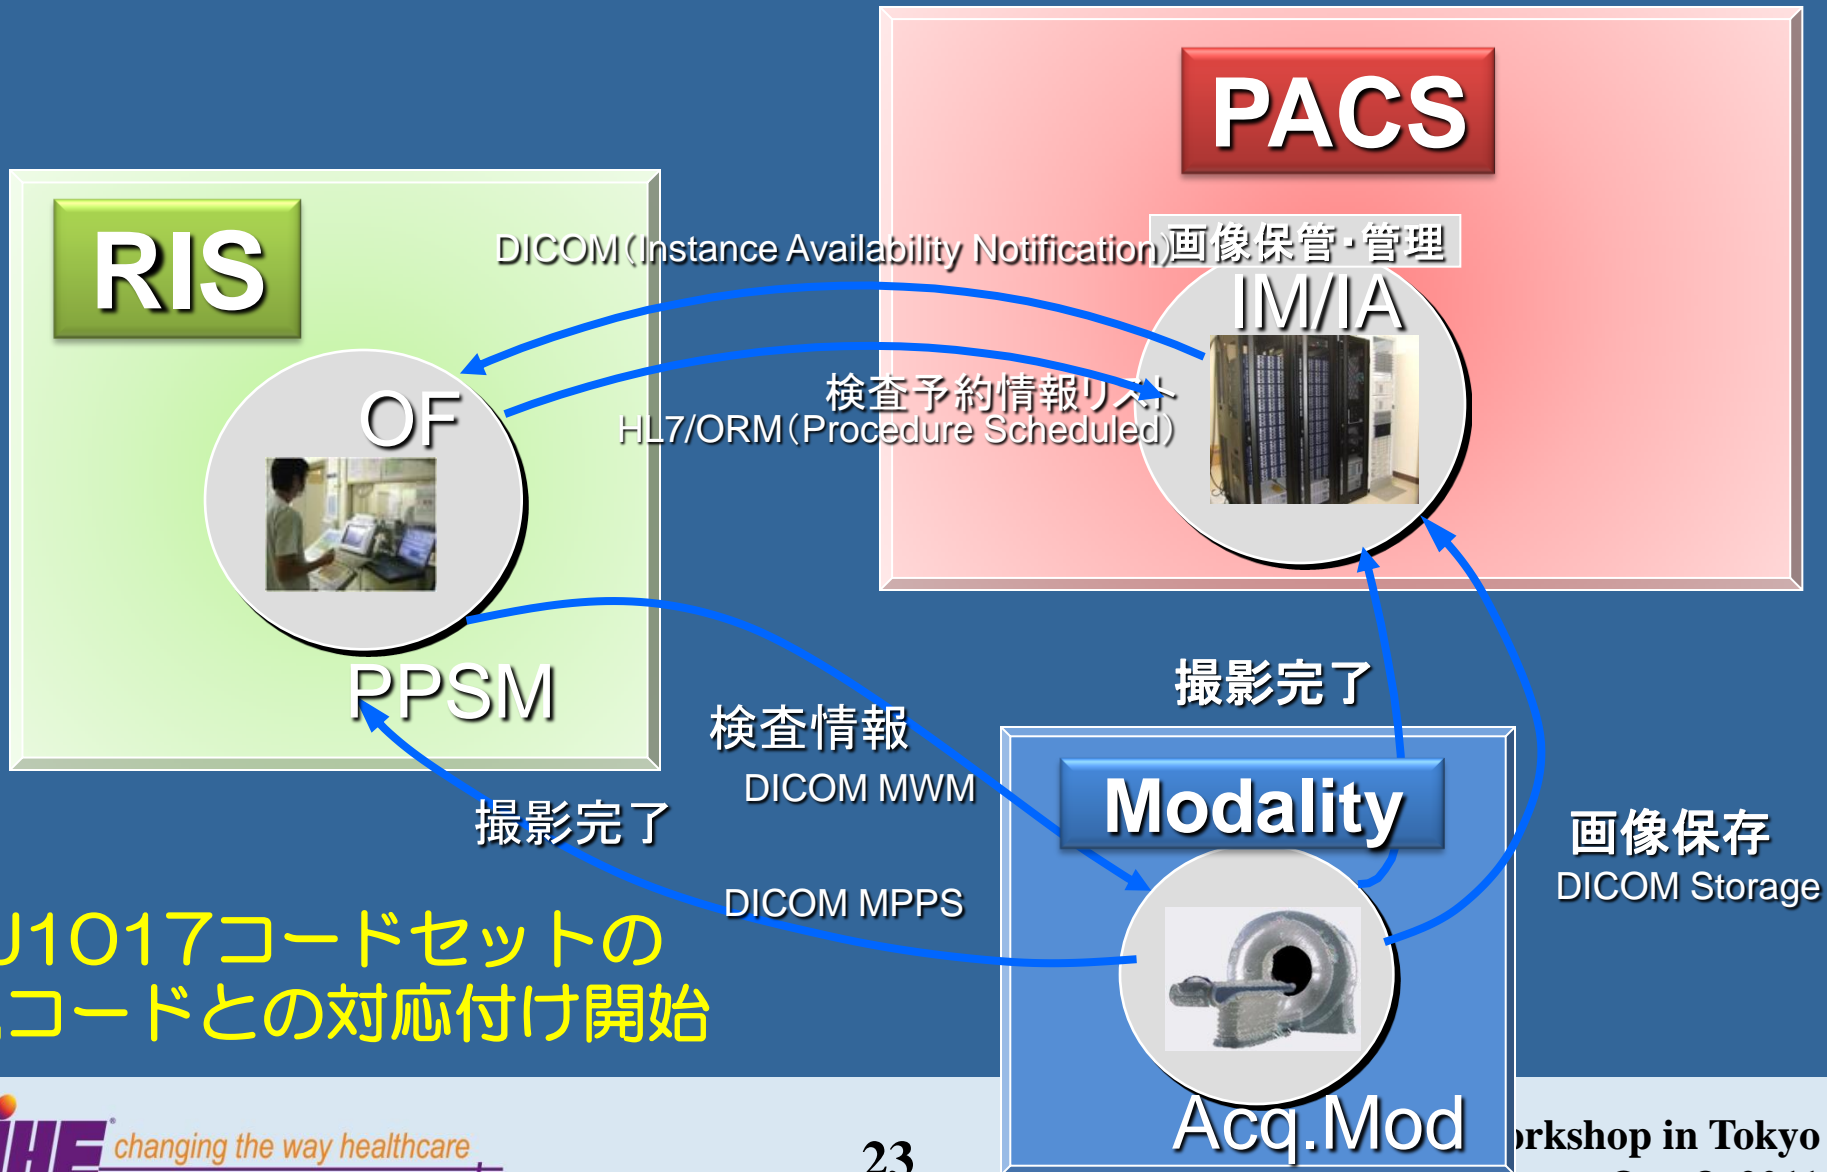 PACS
RIS
DICOM（Instance Availability Notification）
画像保管・管理
IM/IA
OF
検査予約情報リスト
HL7/ORM（Procedure Scheduled）
PPSM
撮影完了
検査情報
DICOM MWM
Modality
撮影完了
画像保存
DICOM Storage
DICOM MPPS
J1017コードセットの
コードとの対応付け開始
Acq.Mod
IHE
changing the way healthcare
23
in Tokyo